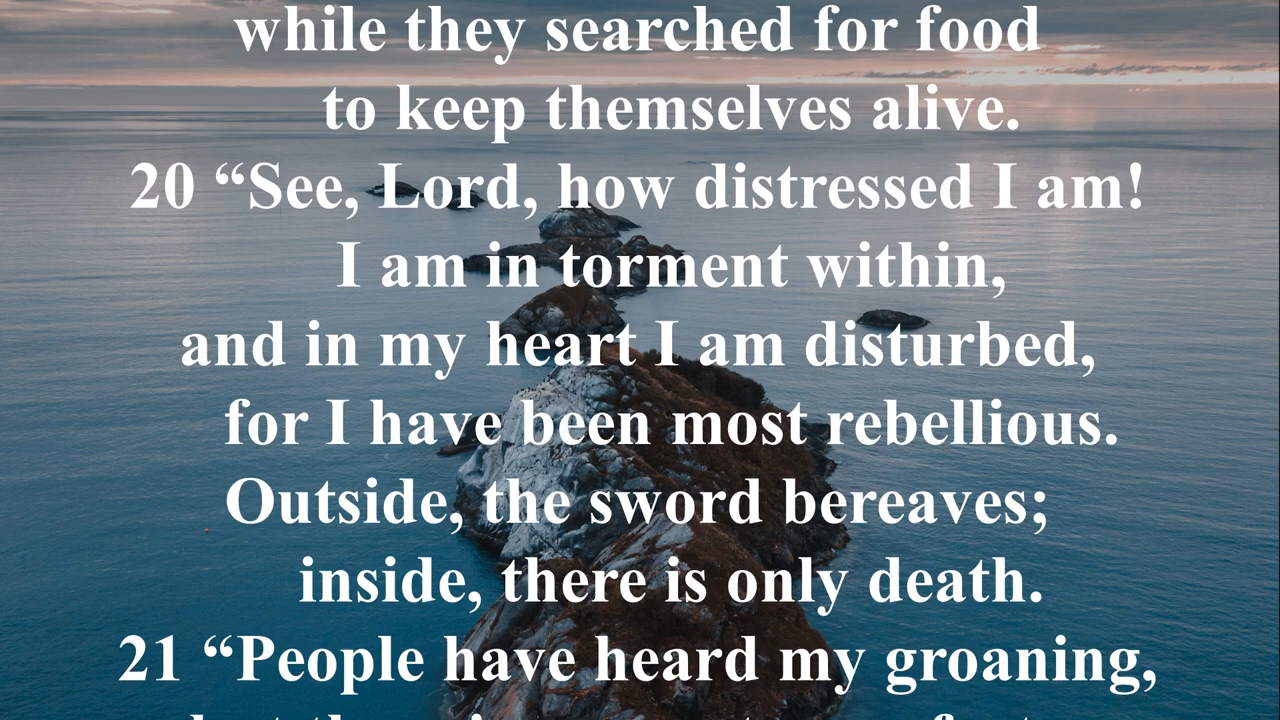 while they searched for food
to keep themselves alive.
20 “See, Lord, how distressed I am!
I am in torment within,
and in my heart I am disturbed,
for I have been most rebellious.
Outside, the sword bereaves;
inside, there is only death.
21 “People have heard my groaning,